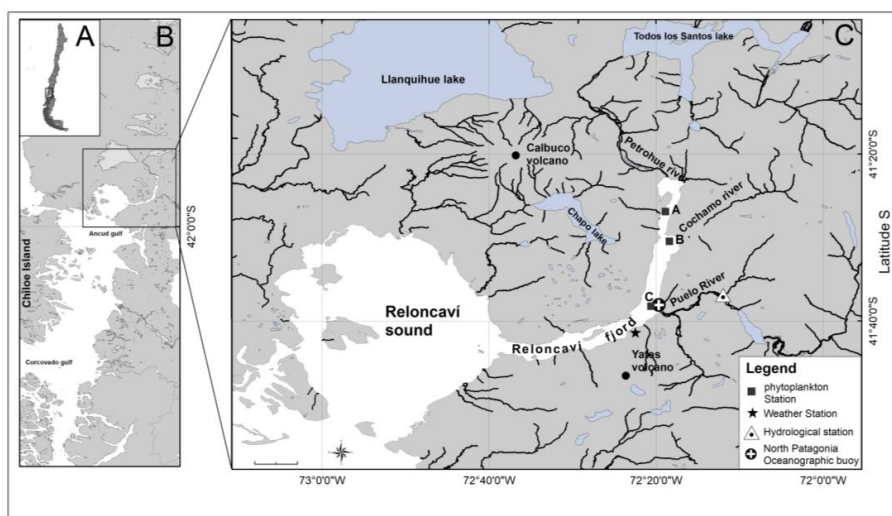 A
B
C
Todos los Santos lake
Llanquihue lake
Calbuco
volcano
Petrohue river
Chapo lake
A
Cochamo river
B
C
Puelo River
Ancud gulf
Chiloe Island
Corcovado gulf
Reloncaví
sound
Reloncavi fjord
Yates
volcano
Legend
phytoplankton
Station
Weather Station
Hydrological station
North Patagonia
Oceanographic buoy
42°0'0"S
41°20'0"S
41°40'0"S
Latitude S
73°0'0"W
72°40'0"W
72°20'0"W
72°0'0"W